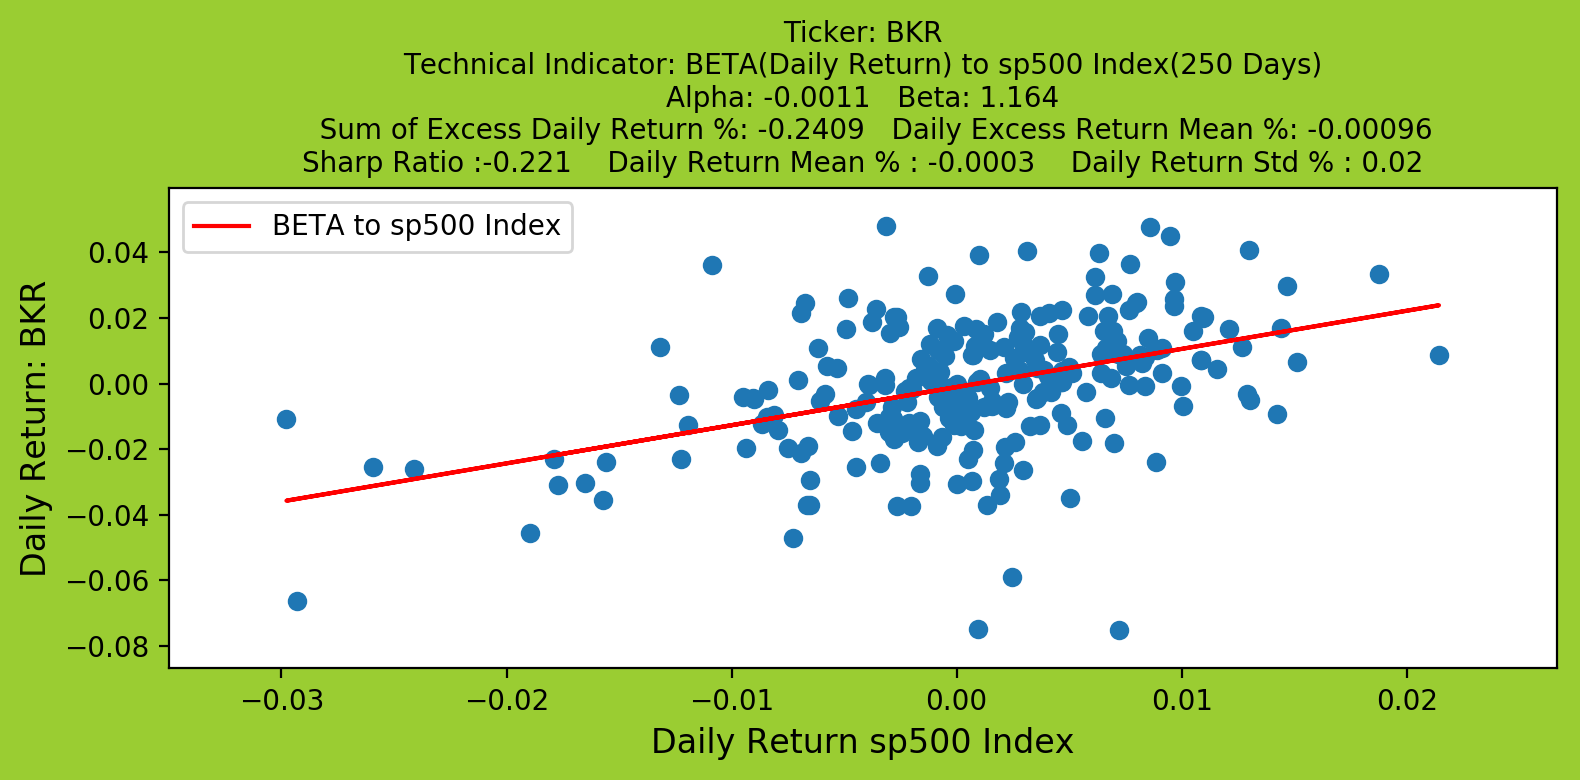 Ticker: BKR
Technical Indicator: BETA(Daily Return) to sp500 Index(250 Days)
Alpha: -0.0011   Beta: 1.164
Sum of Excess Daily Return %: -0.2409   Daily Excess Return Mean %: -0.00096
Sharp Ratio :-0.221    Daily Return Mean % : -0.0003    Daily Return Std % : 0.02
BETA to sp500 Index
Daily Return: BKR
0.04
0.02
0.00
−0.02
−0.04
−0.06
−0.08
−0.03 −0.02 −0.01 0.00 0.01 0.02
Daily Return sp500 Index